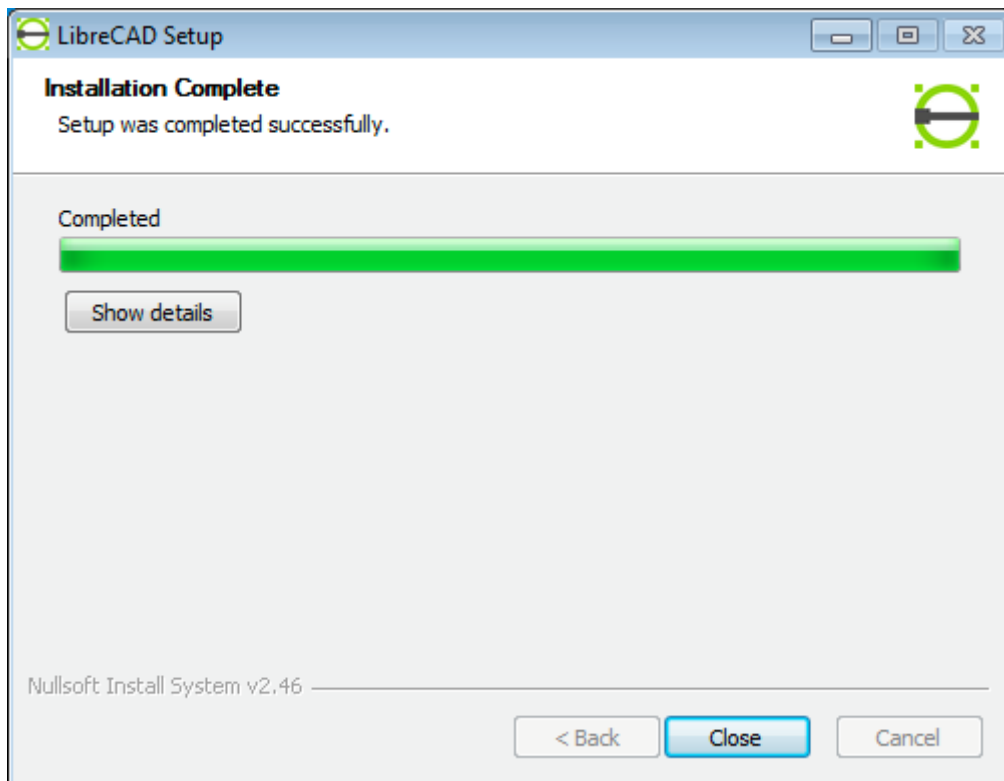 LibreCAD Setup
Installation Complete
Setup was completed successfully.
Completed
Show details
Nullsoft Install System v2.46
< Back Close Cancel